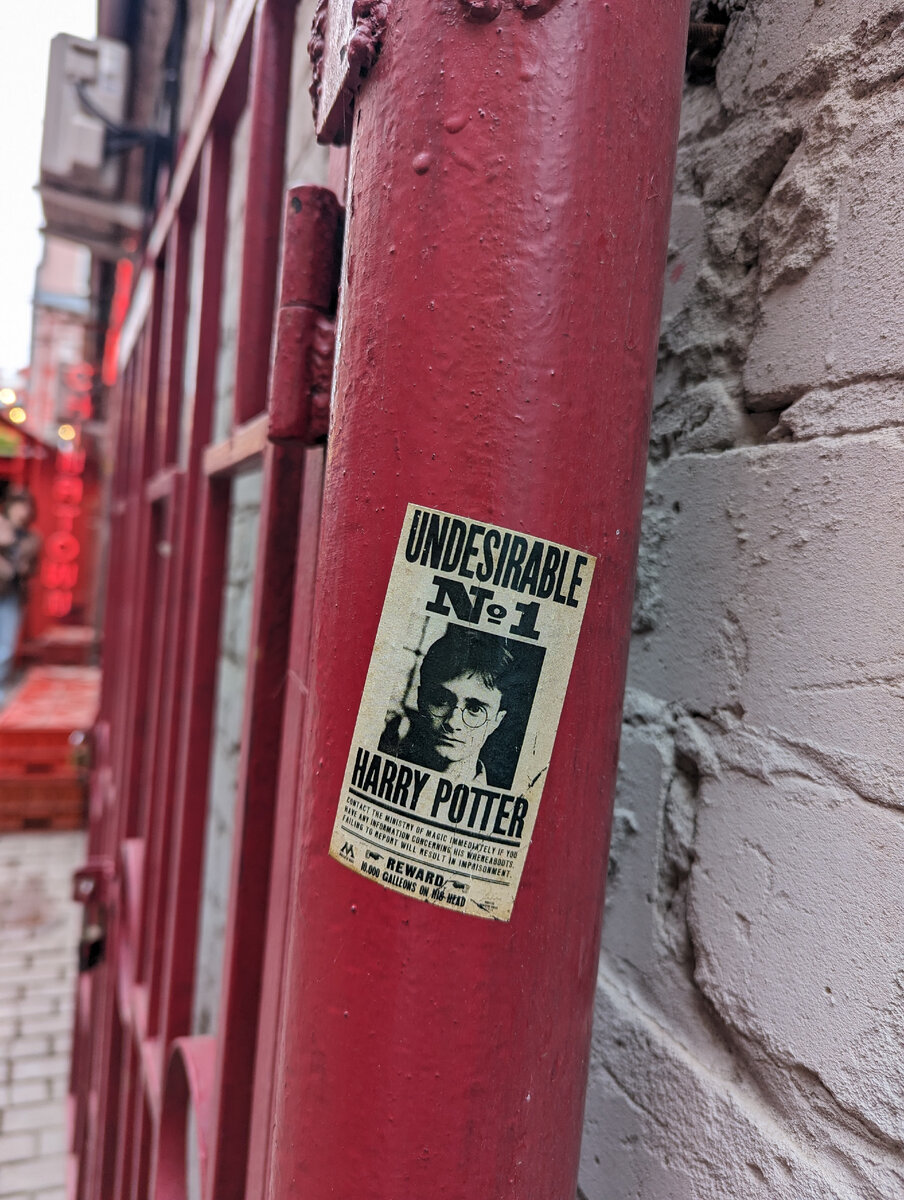 UNDESIRABLE
No1
HARRY POTTER
CONTACT THE MINISTRY OF MAGIC IMMEDIATELY IF YOU
HAVE ANY INFORMATION CONCERNING HIS WHEREABOUTS.
FAILING TO REPORT WILL RESULT IN IMPRISONMENT.
REWARD
10,000 GALLEONS ON HIS HEAD